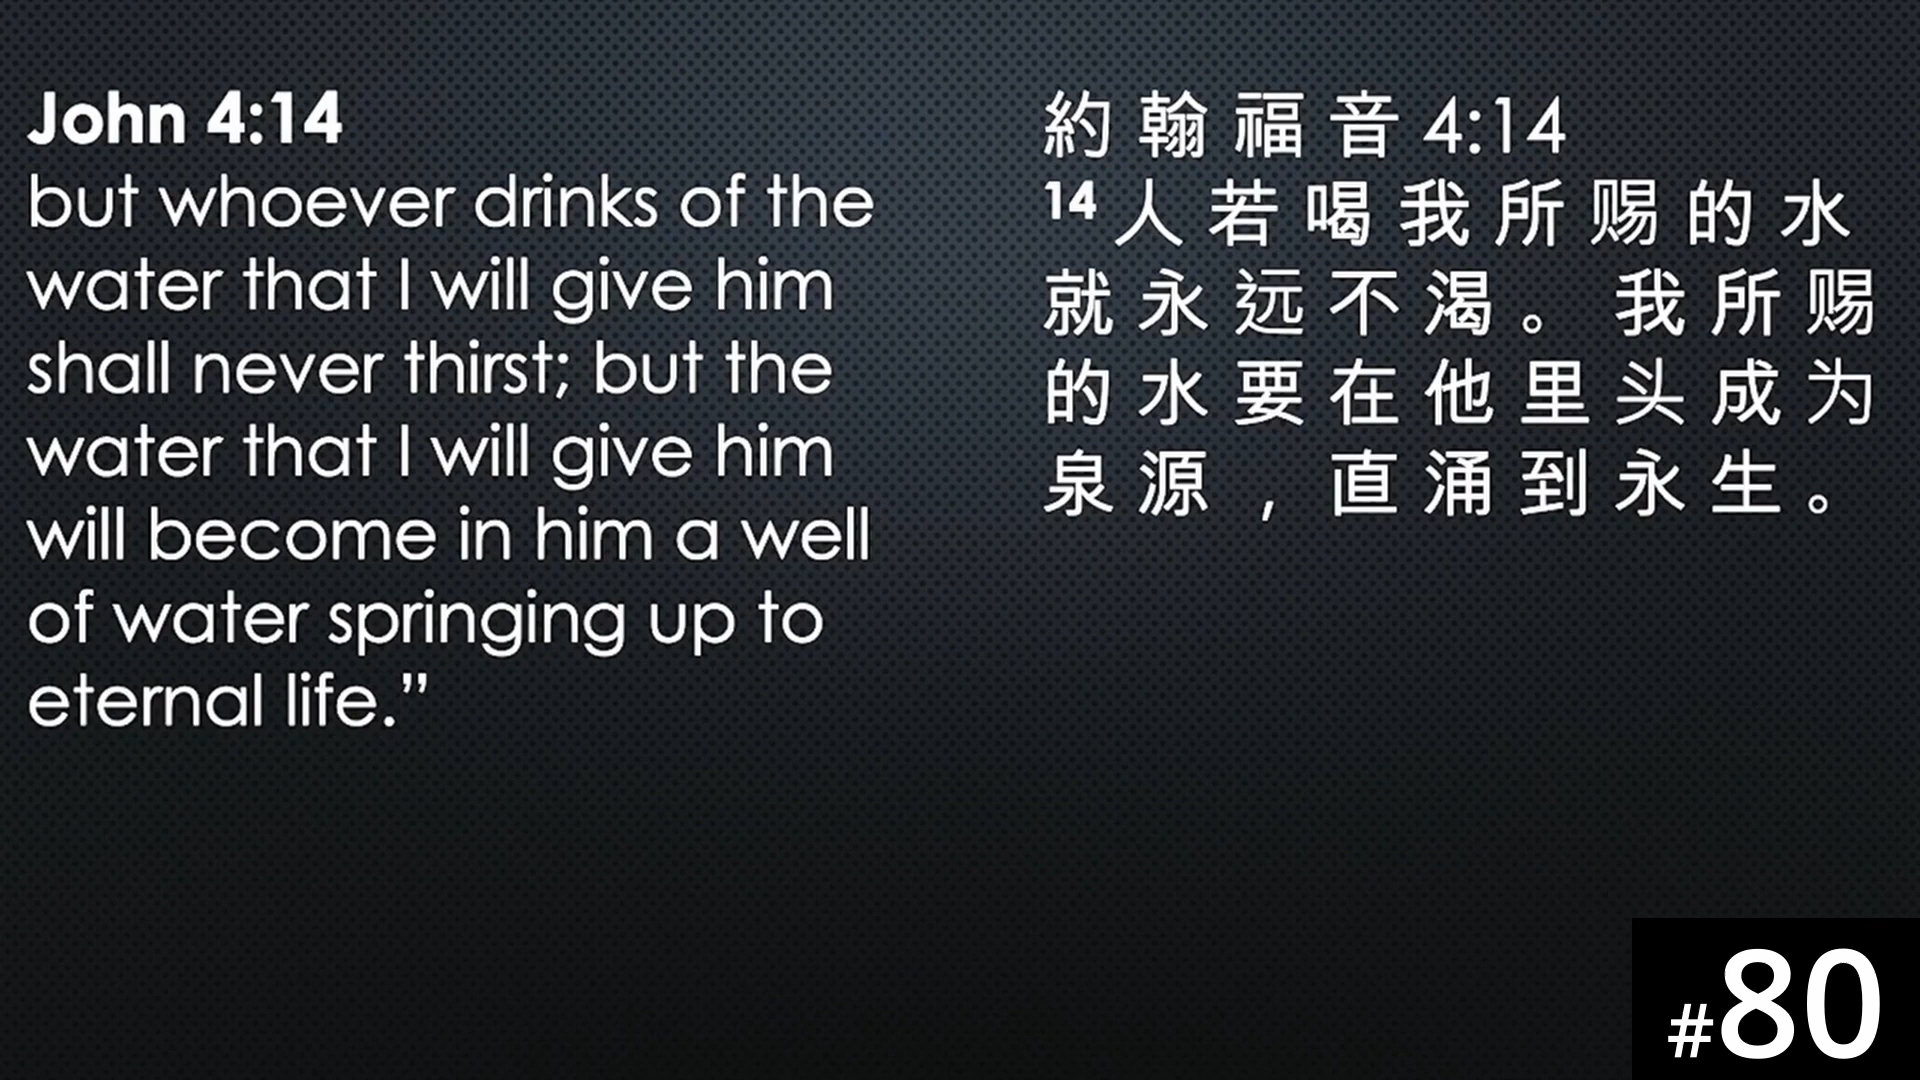 John 4:14
but whoever drinks of the
water that I will give him
shall never thirst; but the
water that I will give him
will become in him a well
of water springing up to
eternal life.”
約翰福音 4:14
14 人若喝我所赐的水
就永远不渴。我所赐
的水要在他里头成为
泉源，直涌到永生。
#80